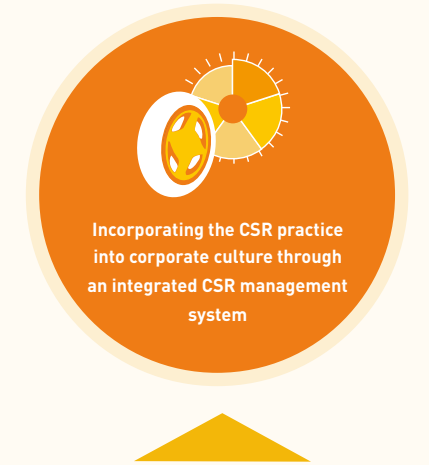 Incorporating the CSR practice
into corporate culture through
an integrated CSR management
system